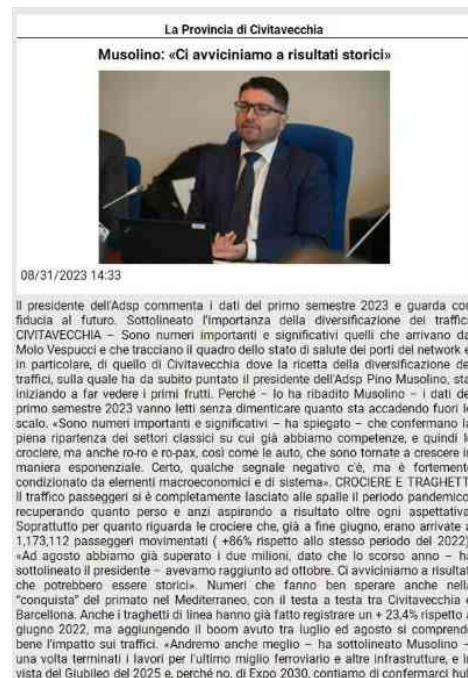 La Provincia di Civitavecchia
Musolino: «Ci avviciniamo a risultati storici»
08/31/2023 14:33
Il presidente dell'Adsp commenta i dati del primo semestre 2023 e guarda con
fiducia al futuro. Sottolineato l'importanza della diversificazione dei traffici
CIVITAVECCHIA – Sono numeri importanti e significativi quelli che arrivano da
Molo Vespucci e che tracciano il quadro dello stato di salute dei porti del network e
in particolare, di quello di Civitavecchia dove la ricetta della diversificazione dei
traffici, sulla quale ha da subito puntato il presidente dell'Adsp Pino Musolino, sta
iniziando a far vedere i primi frutti. Perché – lo ha ribadito Musolino – i dati del
primo semestre 2023 vanno letti senza dimenticare quanto sta accadendo fuori lo
scalo. «Sono numeri importanti e significativi – ha spiegato – che confermano la
piena ripartenza dei settori classici su cui già abbiamo competenze, e quindi le
crociere, ma anche ro-ro e ro-pax, così come le auto, che sono tornate a crescere in
maniera esponenziale. Certo, qualche segnale negativo c'è, ma è fortemente
condizionato da elementi macroeconomici e di sistema». CROCIERE E TRAGHETTI
Il traffico passeggeri si è completamente lasciato alle spalle il periodo pandemico,
recuperando quanto perso e anzi aspirando a risultati oltre ogni aspettativa.
Soprattutto per quanto riguarda le crociere che, già a fine giugno, erano arrivate a
1,173,112 passeggeri movimentati ( +86% rispetto allo stesso periodo del 2022).
«Ad agosto abbiamo già superato i due milioni, dato che lo scorso anno – ha
sottolineato il presidente – avevamo raggiunto ad ottobre. Ci avviciniamo a risultati
che potrebbero essere storici». Numeri che fanno ben sperare anche nella
"conquista" del primato nel Mediterraneo, con il testa a testa tra Civitavecchia e
Barcellona. Anche i traghetti di linea hanno già fatto registrare un + 23,4% rispetto a
giugno 2022, ma aggiungendo il boom avuto tra luglio ed agosto si comprende
bene l'impatto sui traffici. «Andremo anche meglio – ha sottolineato Musolino –
una volta terminati i lavori per l'ultimo miglio ferroviario e altre infrastrutture, e in
vista del Giubileo del 2025 e, perché no, di Expo 2030, contiamo di confermarci hub